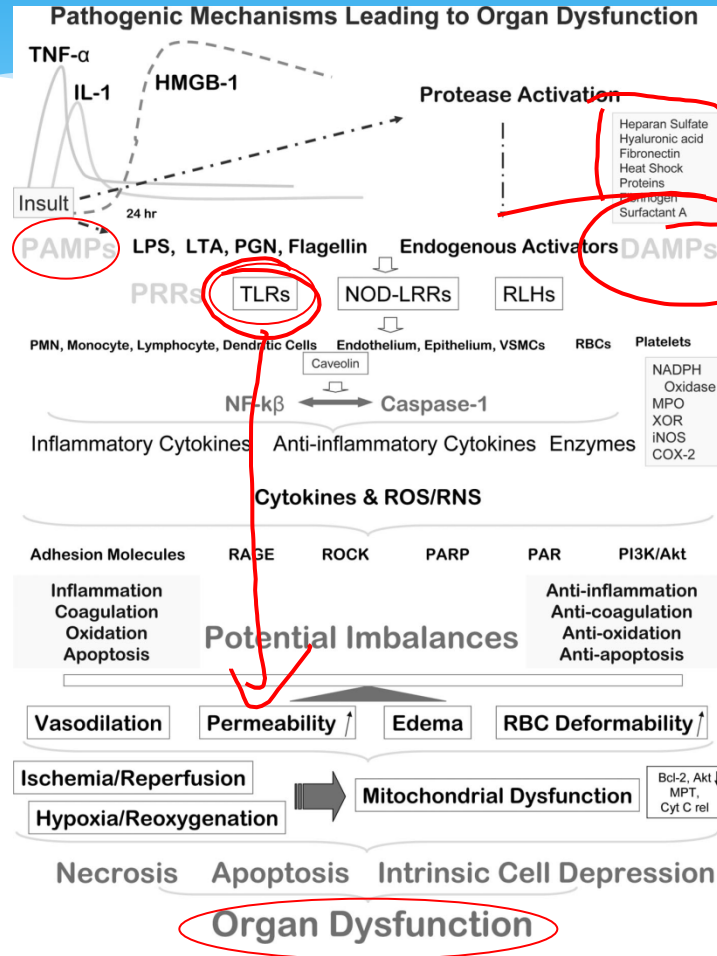 Pathogenic Mechanisms Leading to Organ Dysfunction
TNF-α
IL-1
HMGB-1
Protease Activation
Heparan Sulfate
Hyaluronic acid
Fibronectin
Heat Shock
Proteins
Fibrinogen
Surfactant A
Insult
24 hr
PAMPs LPS, LTA, PGN, Flagellin Endogenous Activators DAMPs
PRRs TLRs NOD-LRRs RLHs
PMN, Monocyte, Lymphocyte, Dendritic Cells Endothelium, Epithelium, VSMCs RBCs Platelets
Caveolin
NADPH
Oxidase
MPO
XOR
iNOS
COX-2
NF-kβ Caspase-1
Inflammatory Cytokines Anti-inflammatory Cytokines Enzymes
Cytokines & ROS/RNS
Adhesion Molecules RAGE ROCK PARP PAR PI3K/Akt
Inflammation
Coagulation
Oxidation
Apoptosis
Potential Imbalances
Anti-inflammation
Anti-coagulation
Anti-oxidation
Anti-apoptosis
Vasodilation Permeability Edema RBC Deformability
Ischemia/Reperfusion
Hypoxia/Reoxygenation
Mitochondrial Dysfunction
Bcl-2, Akt
MPT,
Cyt C rel
Necrosis Apoptosis Intrinsic Cell Depression
Organ Dysfunction